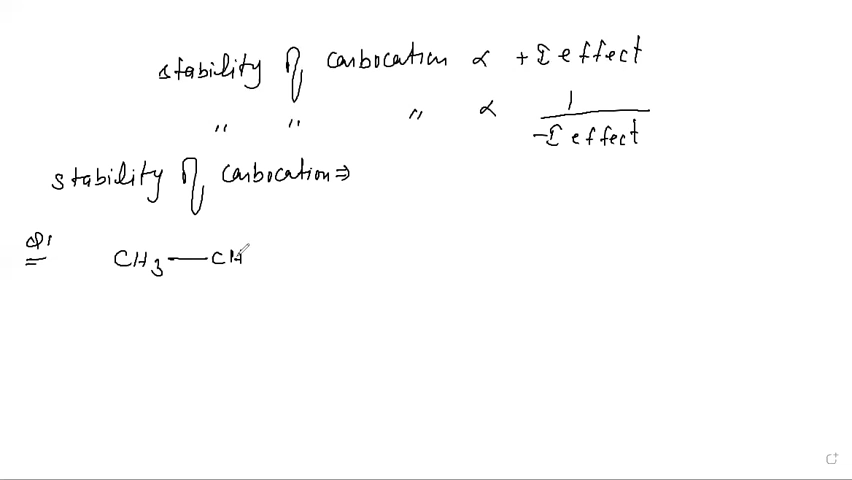 stability of carbocation ∝ + I effect
" " " ∝ 1 / -I effect
stability of carbocation ⇒
Q1
CH3—CH